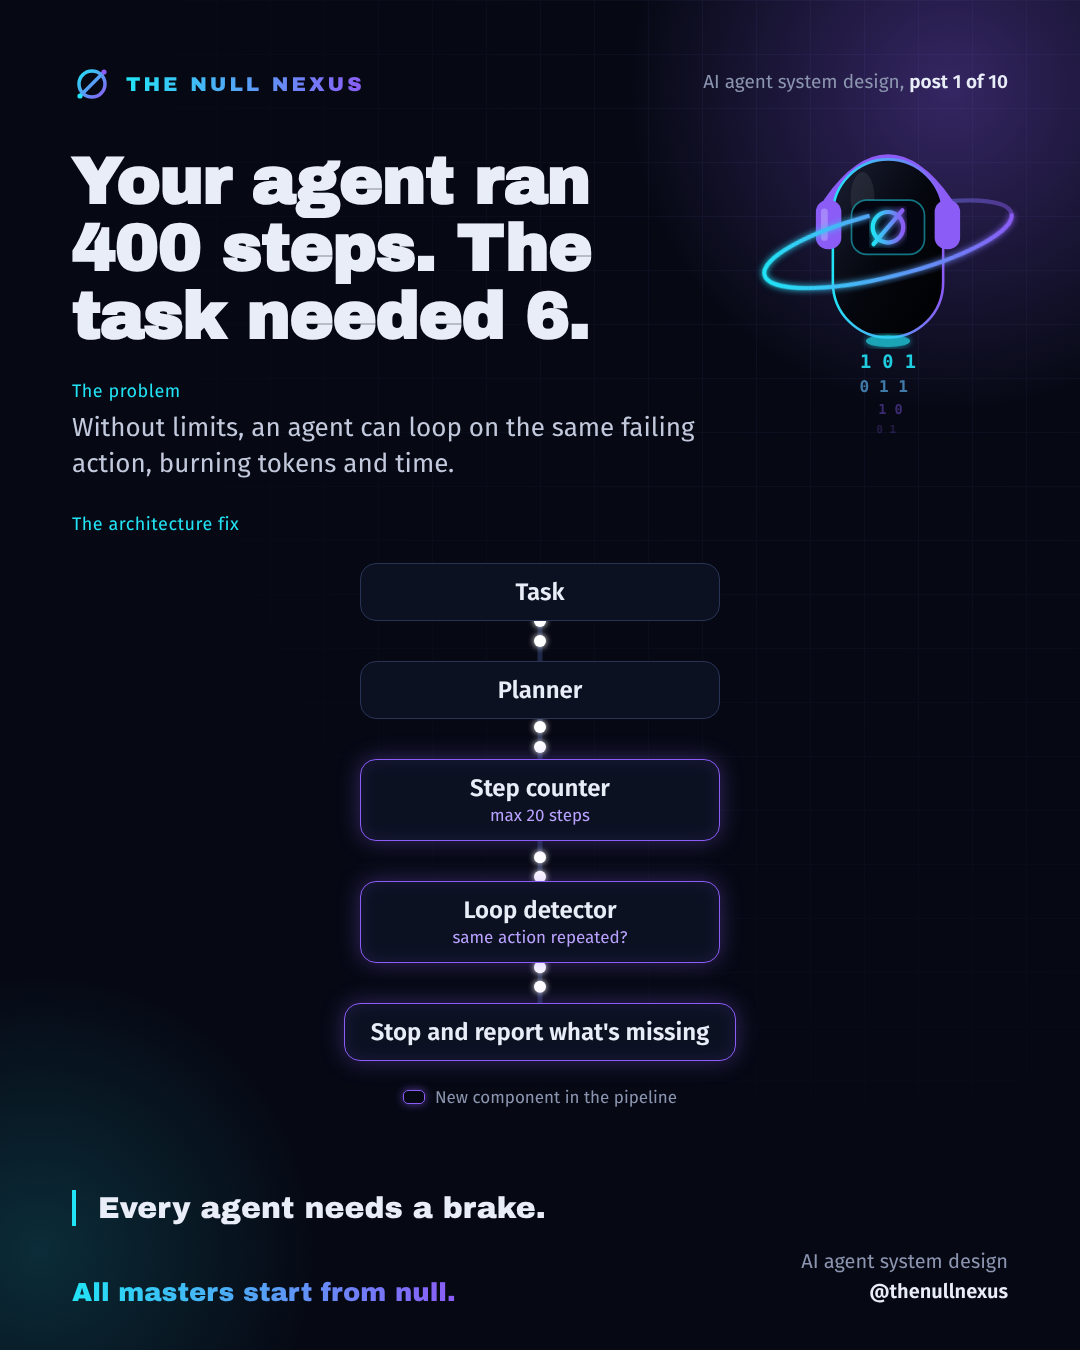 THE NULL NEXUS
AI agent system design, post 1 of 10
Your agent ran
400 steps. The
task needed 6.
1 0 1
0 1 1
1 0
0 1
The problem
Without limits, an agent can loop on the same failing
action, burning tokens and time.
The architecture fix
Task
Planner
Step counter
max 20 steps
Loop detector
same action repeated?
Stop and report what's missing
New component in the pipeline
Every agent needs a brake.
AI agent system design
All masters start from null.
@thenullnexus